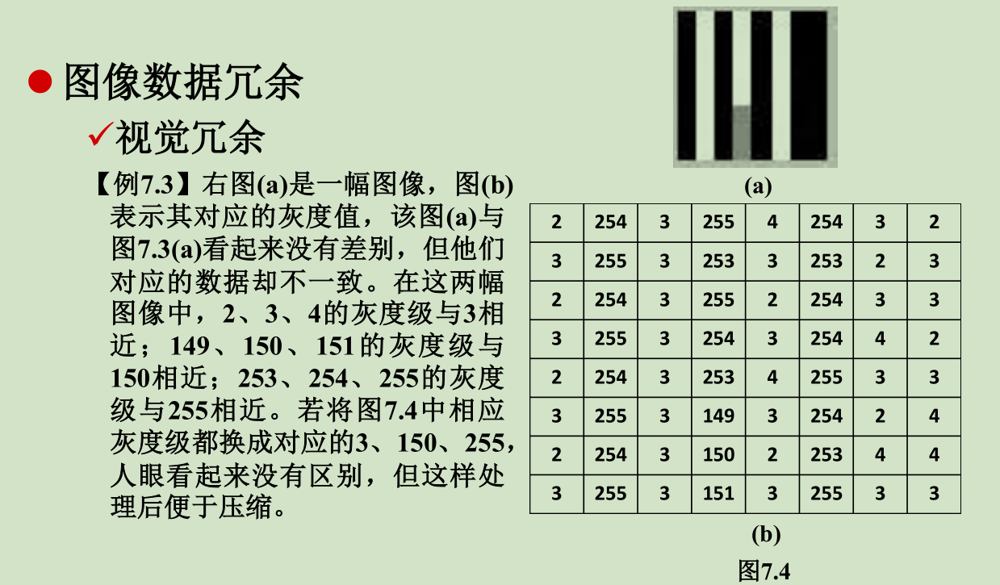 图像数据冗余
视觉冗余
【例7.3】右图(a)是一幅图像，图(b)
表示其对应的灰度值，该图(a)与
图7.3(a)看起来没有差别，但他们
对应的数据却不一致。在这两幅
图像中，2、3、4的灰度级与3相
近；149、150、151的灰度级与
150相近；253、254、255的灰度
级与255相近。若将图7.4中相应
灰度级都换成对应的3、150、255，
人眼看起来没有区别，但这样处
理后便于压缩。
(a)
2 254 3 255 4 254 3 2
3 255 3 253 3 253 2 3
2 254 3 255 2 254 3 3
3 255 3 254 3 254 4 2
2 254 3 253 4 255 3 3
3 255 3 149 3 254 2 4
2 254 3 150 2 253 4 4
3 255 3 151 3 255 3 3
(b)
图7.4